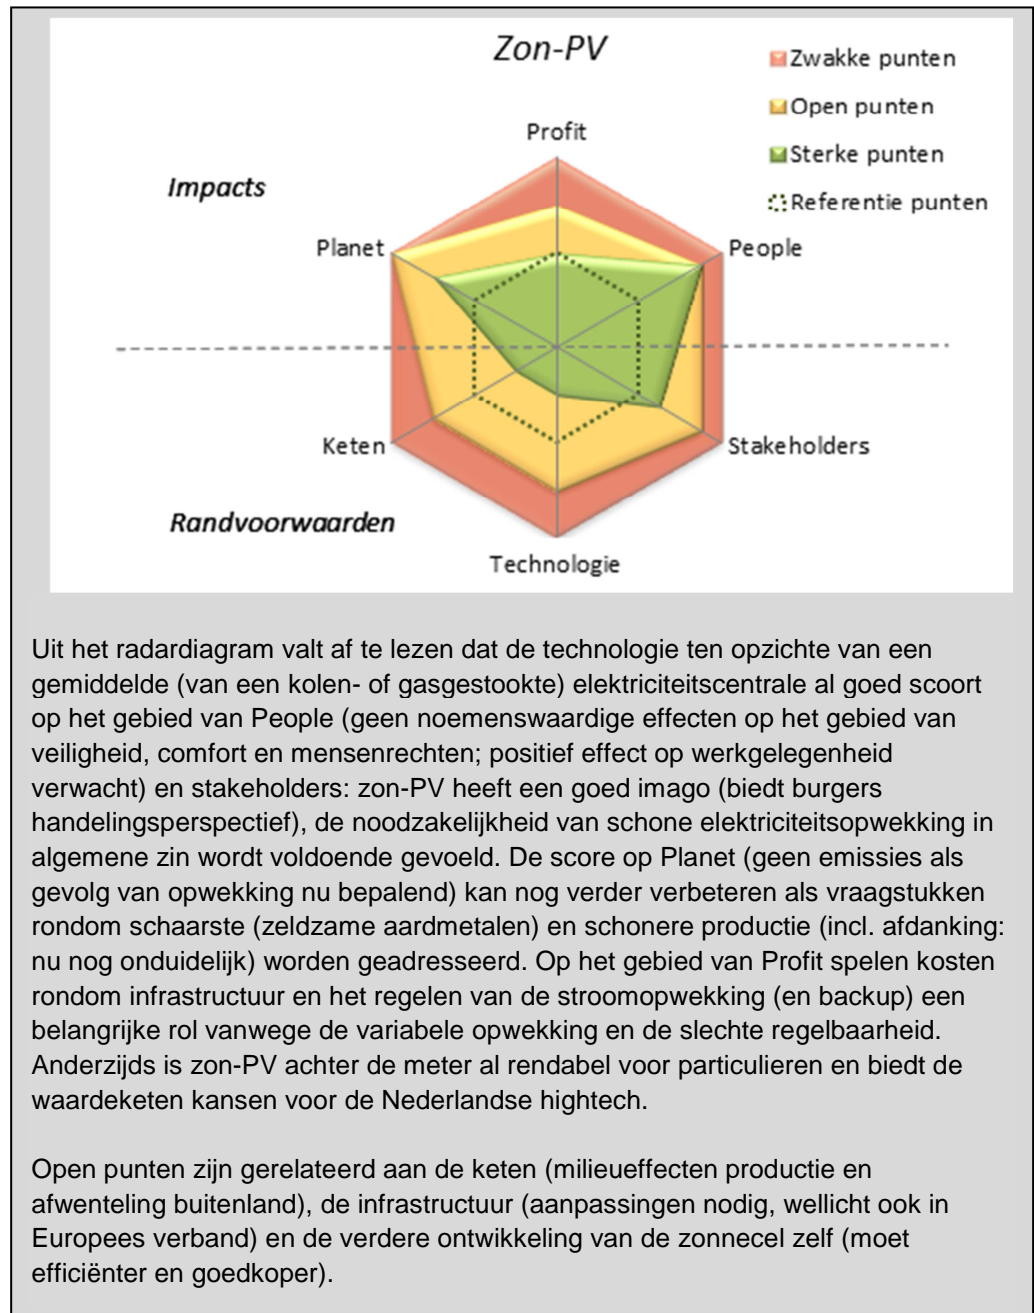 Zon-PV
Zwakke punten
Open punten
Sterke punten
Referentie punten
Profit
Impacts
Planet
People
Keten
Stakeholders
Randvoorwaarden
Technologie
Uit het radardiagram valt af te lezen dat de technologie ten opzichte van een
gemiddelde (van een kolen- of gasgestookte) elektriciteitscentrale al goed scoort
op het gebied van People (geen noemenswaardige effecten op het gebied van
veiligheid, comfort en mensenrechten; positief effect op werkgelegenheid
verwacht) en stakeholders: zon-PV heeft een goed imago (biedt burgers
handelingsperspectief), de noodzakelijkheid van schone elektriciteitsopwekking in
algemene zin wordt voldoende gevoeld. De score op Planet (geen emissies als
gevolg van opwekking nu bepalend) kan nog verder verbeteren als vraagstukken
rondom schaarste (zeldzame aardmetalen) en schonere productie (incl. afdanking:
nu nog onduidelijk) worden geadresseerd. Op het gebied van Profit spelen kosten
rondom infrastructuur en het regelen van de stroomopwekking (en backup) een
belangrijke rol vanwege de variabele opwekking en de slechte regelbaarheid.
Anderzijds is zon-PV achter de meter al rendabel voor particulieren en biedt de
waardeketen kansen voor de Nederlandse hightech.
Open punten zijn gerelateerd aan de keten (milieueffecten productie en
afwenteling buitenland), de infrastructuur (aanpassingen nodig, wellicht ook in
Europees verband) en de verdere ontwikkeling van de zonnecel zelf (moet
efficiënter en goedkoper).